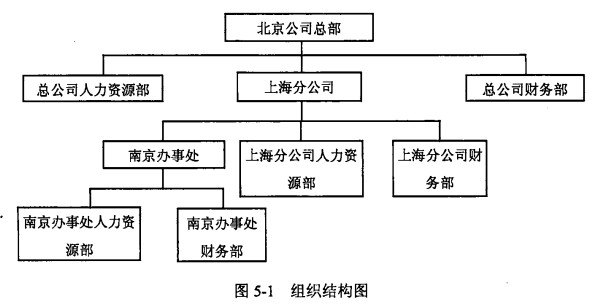 北京公司总部
总公司人力资源部
上海分公司
总公司财务部
南京办事处
上海分公司人力资
源部
上海分公司财
务部
南京办事处人力资
源部
南京办事处
财务部
图 5-1 组织结构图